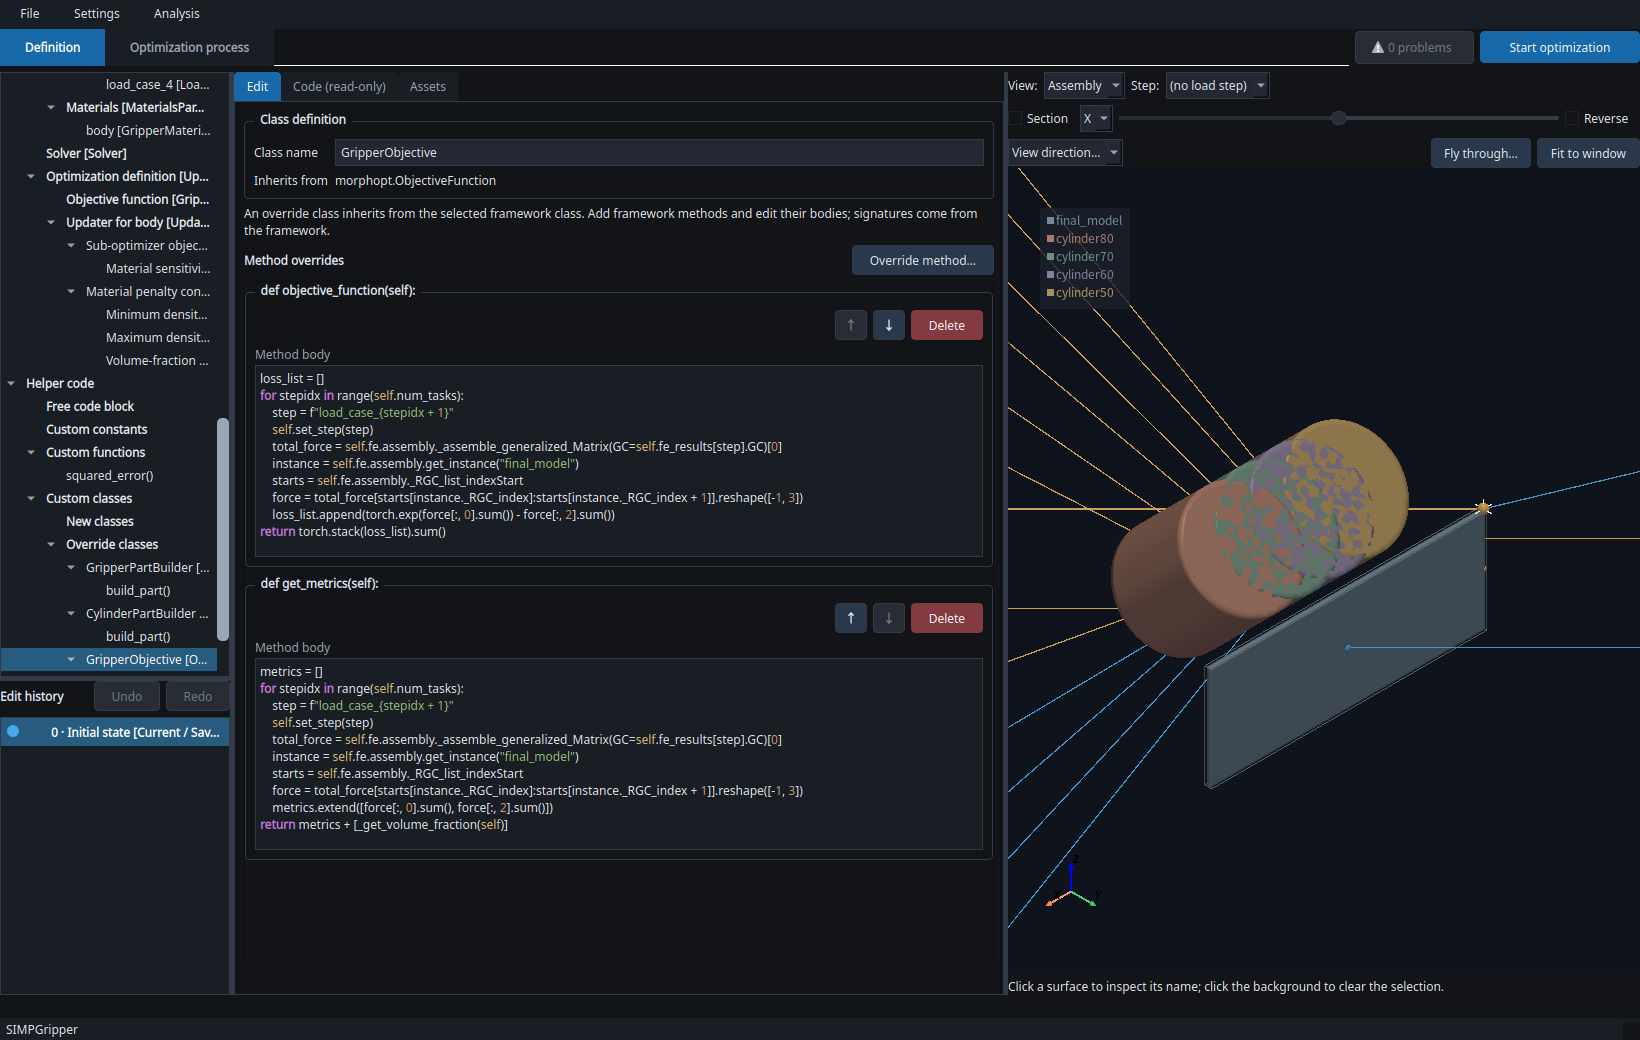 File Settings Analysis
Definition Optimization process 0 problems Start optimization
load_case_4 [Loa...
Materials [MaterialsPar...
body [GripperMateri...
Solver [Solver]
Optimization definition [Up...
Objective function [Grip...
Updater for body [Upda...
Sub-optimizer objec...
Material sensitivi...
Material penalty con...
Minimum densit...
Maximum densit...
Volume-fraction ...
Helper code
Free code block
Custom constants
Custom functions
squared_error()
Custom classes
New classes
Override classes
GripperPartBuilder [...
build_part()
CylinderPartBuilder ...
build_part()
GripperObjective [O...
Edit history Undo Redo
0 · Initial state [Current / Sav...
Edit Code (read-only) Assets
Class definition
Class name GripperObjective
Inherits from morphopt.ObjectiveFunction
An override class inherits from the selected framework class. Add framework methods and edit their bodies; signatures come from
the framework.
Method overrides Override method...
def objective_function(self):
↑ ↓ Delete
Method body
loss_list = []
for stepidx in range(self.num_tasks):
step = f"load_case_{stepidx + 1}"
self.set_step(step)
total_force = self.fe.assembly._assemble_generalized_Matrix(GC=self.fe_results[step].GC)[0]
instance = self.fe.assembly.get_instance("final_model")
starts = self.fe.assembly._RGC_list_indexStart
force = total_force[starts[instance._RGC_index]:starts[instance._RGC_index + 1]].reshape([-1, 3])
loss_list.append(torch.exp(force[:, 0].sum()) - force[:, 2].sum())
return torch.stack(loss_list).sum()
def get_metrics(self):
↑ ↓ Delete
Method body
metrics = []
for stepidx in range(self.num_tasks):
step = f"load_case_{stepidx + 1}"
self.set_step(step)
total_force = self.fe.assembly._assemble_generalized_Matrix(GC=self.fe_results[step].GC)[0]
instance = self.fe.assembly.get_instance("final_model")
starts = self.fe.assembly._RGC_list_indexStart
force = total_force[starts[instance._RGC_index]:starts[instance._RGC_index + 1]].reshape([-1, 3])
metrics.extend([force[:, 0].sum(), force[:, 2].sum()])
return metrics + [_get_volume_fraction(self)]
View: Assembly Step: (no load step)
Section X Reverse
View direction... Fly through... Fit to window
final_model
cylinder80
cylinder70
cylinder60
cylinder50
Click a surface to inspect its name; click the background to clear the selection.
SIMPGripper